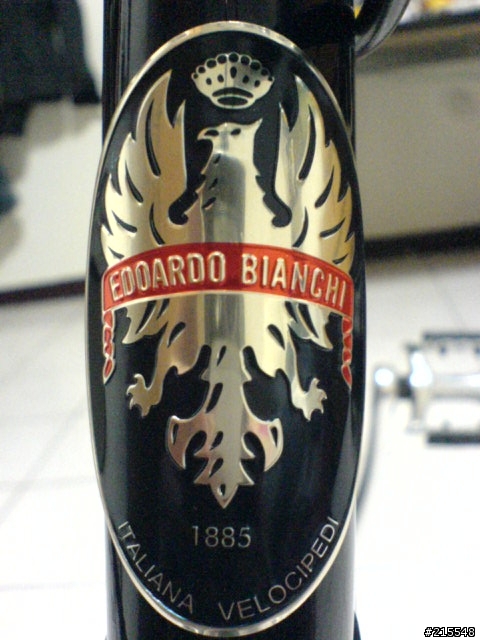 EDOARDO BIANCHI
1885
ITALIANA VELOCIPEDI
#215548